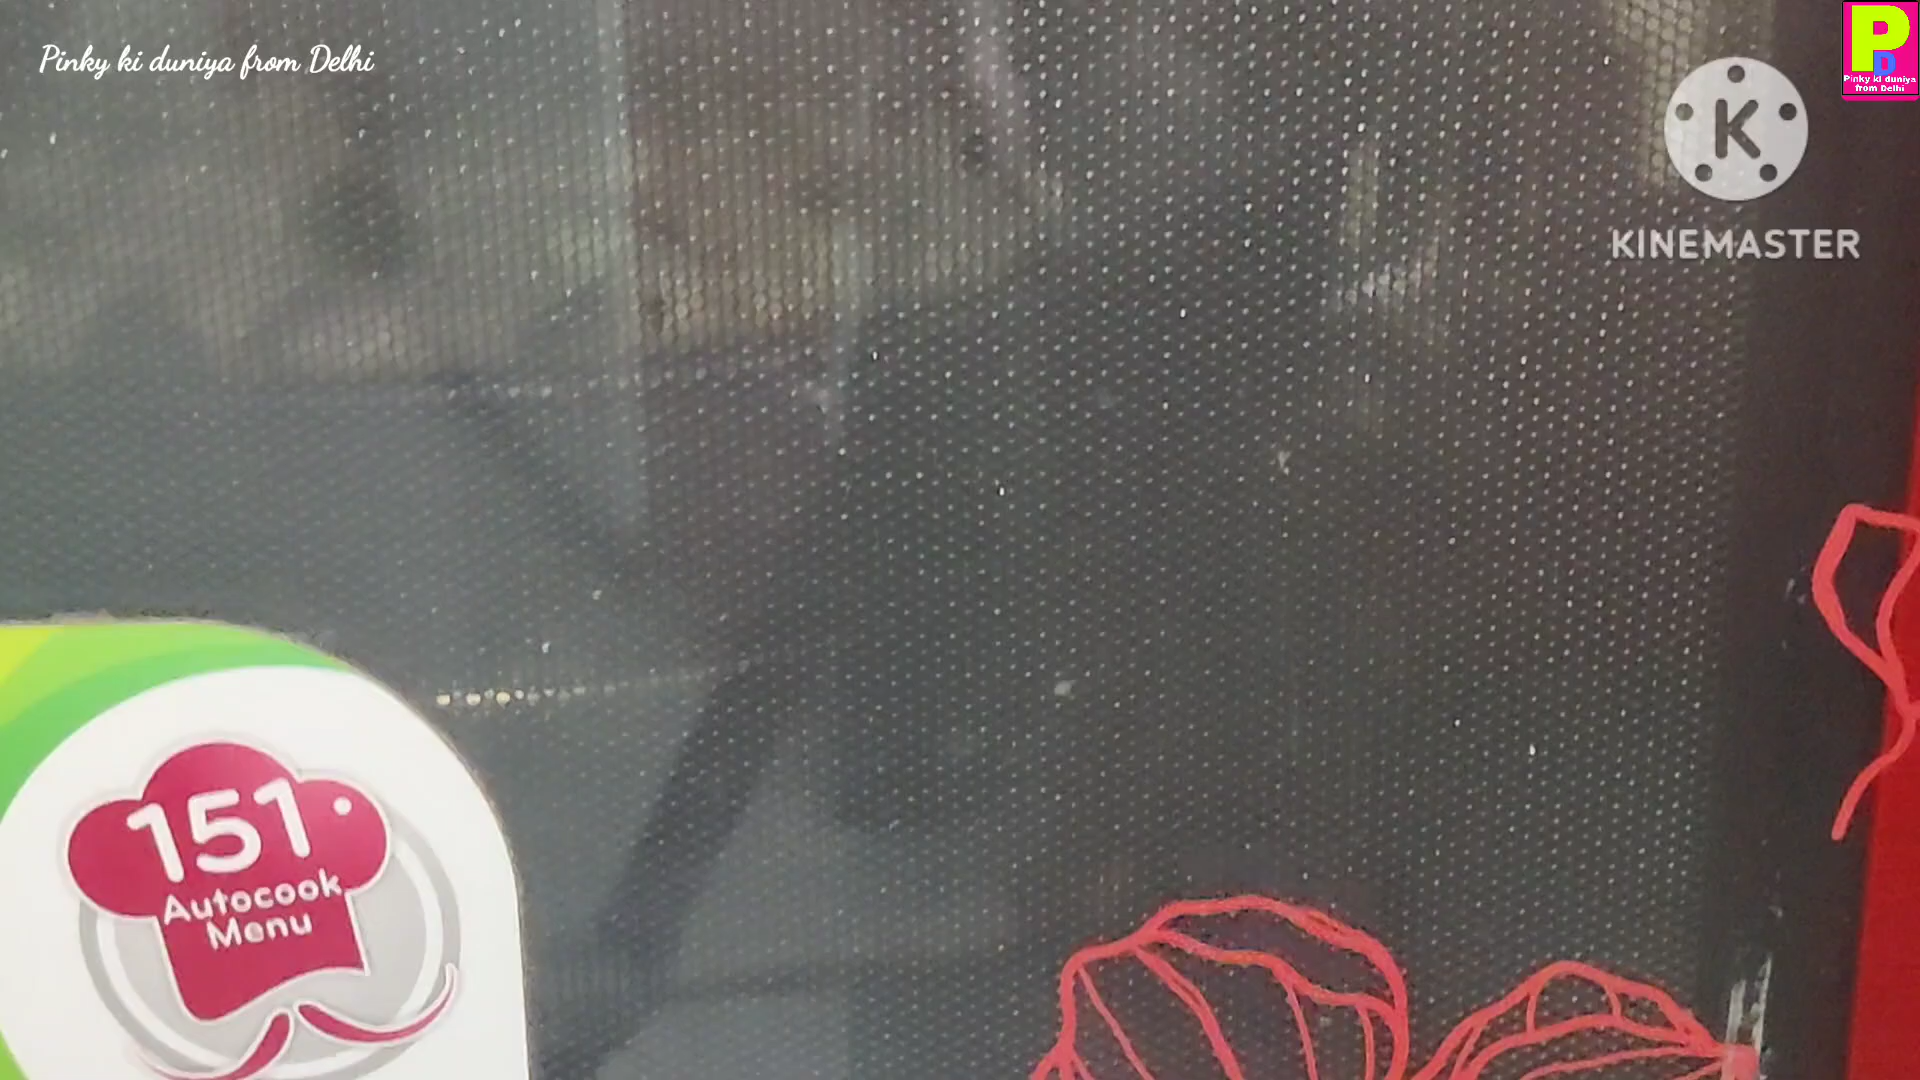 Pinky ki duniya from Delhi
P
D
Pinky ki duniya
from Delhi
K
KINEMASTER
151
Autocook
Menu